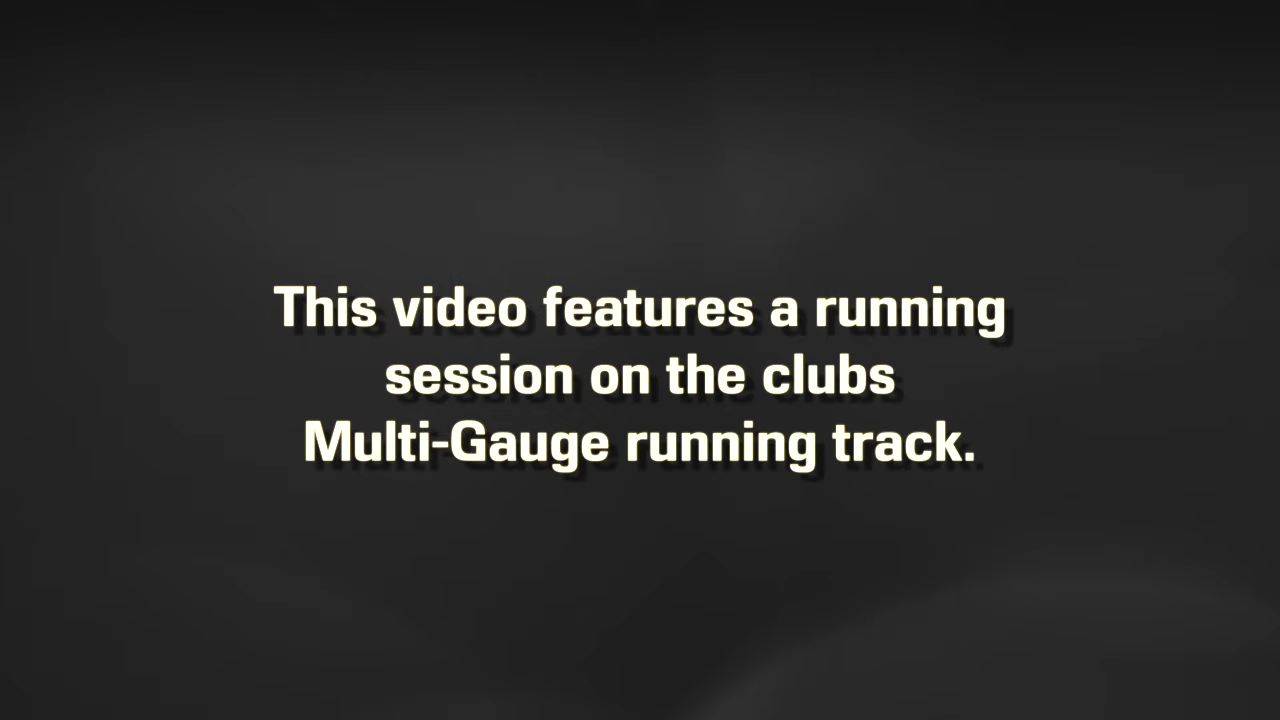 This video features a running
session on the clubs
Multi-Gauge running track.